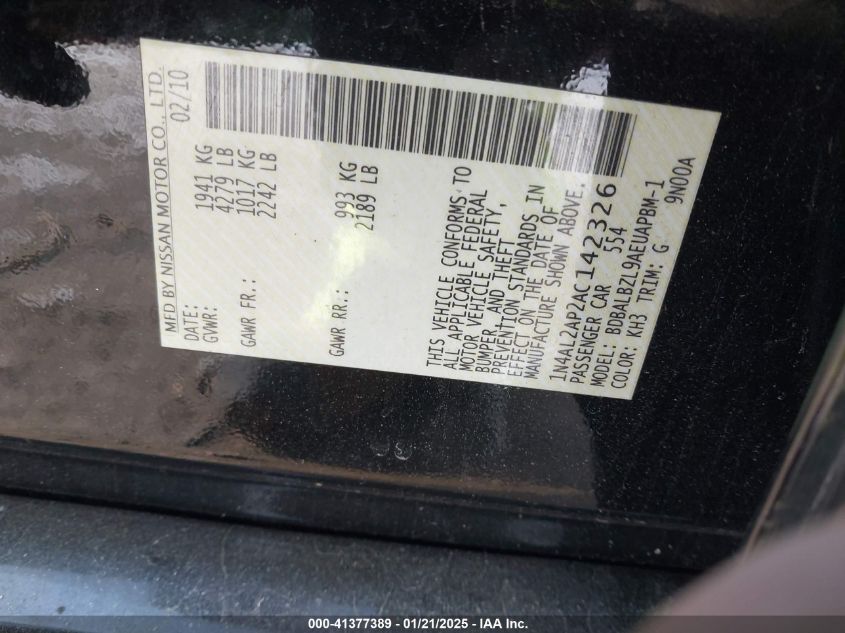 MFD BY NISSAN MOTOR CO., LTD.
DATE: 02/10
GVWR: 1941 KG
4279 LB
GAWR FR.: 1017 KG
2242 LB
GAWR RR.: 993 KG
2189 LB
THIS VEHICLE CONFORMS TO
ALL APPLICABLE FEDERAL
MOTOR VEHICLE SAFETY,
BUMPER, AND THEFT
PREVENTION STANDARDS IN
EFFECT ON THE DATE OF
MANUFACTURE SHOWN ABOVE.
1N4AL2AP2AC142326
PASSENGER CAR 554
MODEL: BDBALBZL9AEUAPBM-1
COLOR: KH3 TRIM: G 9N00A
000-41377389 - 01/21/2025 - IAA Inc.